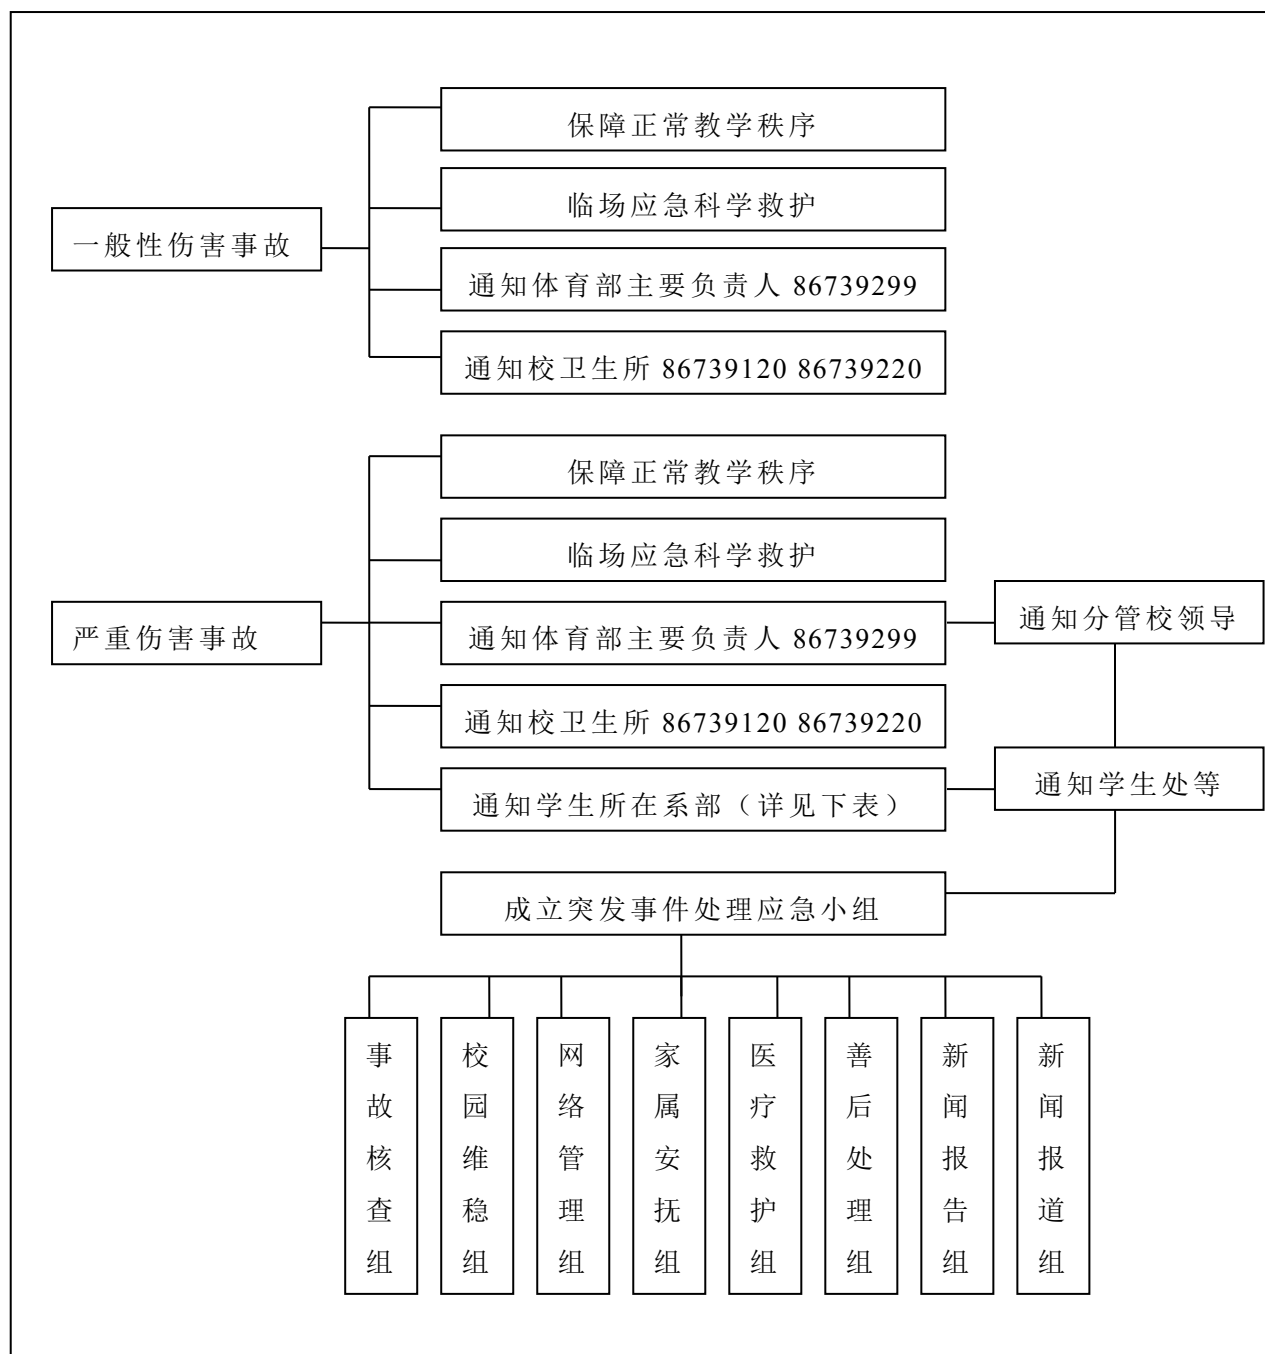 保障正常教学秩序
临场应急科学救护
一般性伤害事故
通知体育部主要负责人 86739299
通知校卫生所 86739120 86739220
保障正常教学秩序
临场应急科学救护
严重伤害事故
通知体育部主要负责人 86739299
通知分管校领导
通知校卫生所 86739120 86739220
通知学生所在系部（详见下表）
通知学生处等
成立突发事件处理应急小组
事故核查组
校园维稳组
网络管理组
家属安抚组
医疗救护组
善后处理组
新闻报告组
新闻报道组